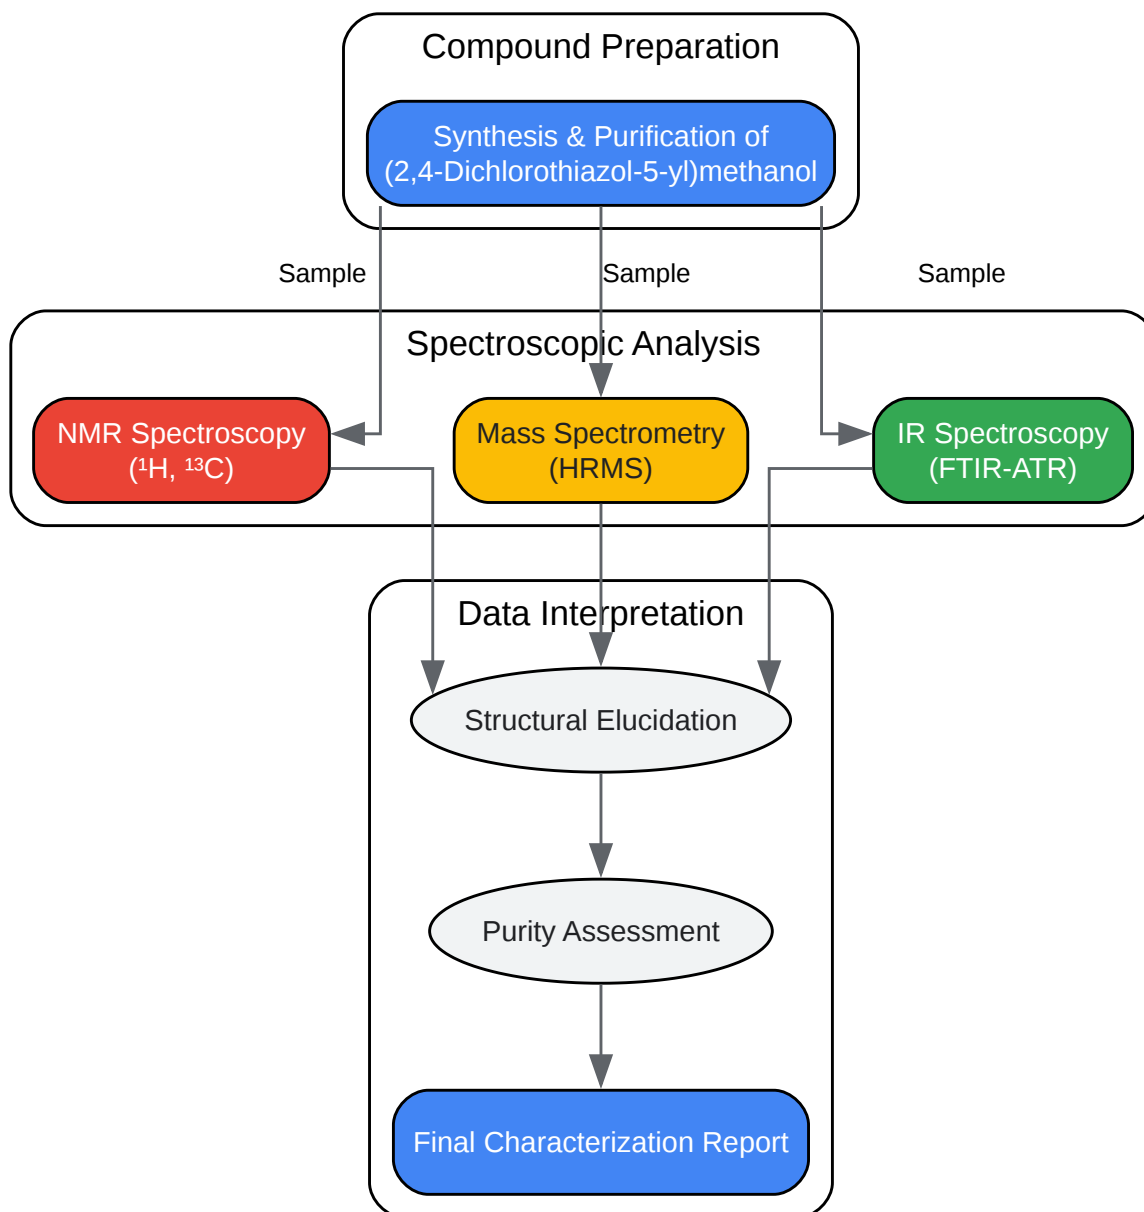 Compound Preparation
Synthesis & Purification of
(2,4-Dichlorothiazol-5-yl)methanol
Sample
Sample
Sample
Spectroscopic Analysis
NMR Spectroscopy
(¹H, ¹³C)
Mass Spectrometry
(HRMS)
IR Spectroscopy
(FTIR-ATR)
Data Interpretation
Structural Elucidation
Purity Assessment
Final Characterization Report